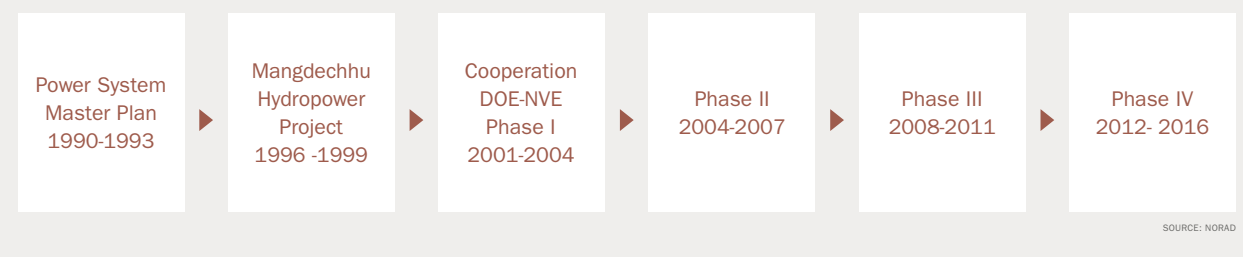 Power System
Master Plan
1990-1993
Mangdechhu
Hydropower
Project
1996 -1999
Cooperation
DOE-NVE
Phase I
2001-2004
Phase II
2004-2007
Phase III
2008-2011
Phase IV
2012- 2016
SOURCE: NORAD